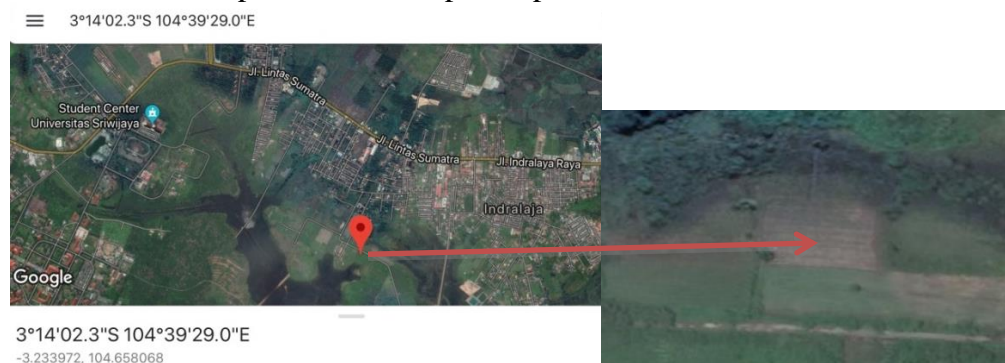 3°14'02.3"S 104°39'29.0"E
Jl. Lintas Sumatra
Student Center
Universitas Sriwijaya
Jl. Lintas Sumatra
Jl. Indralaya Raya
Indralaja
Google
3°14'02.3"S 104°39'29.0"E
-3.233972, 104.658068